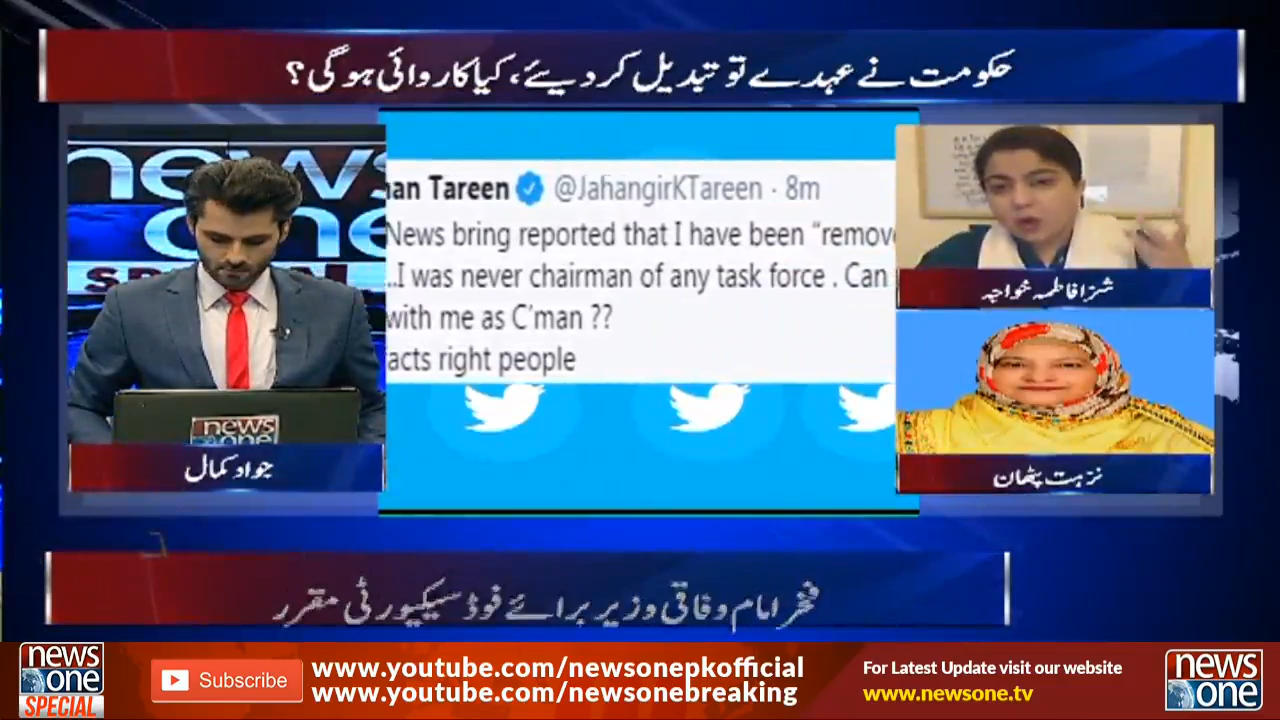 حکومت نے عہدے تو تبدیل کر دیئے، کیا کاروائی ہوگی؟
news
one
an Tareen @JahangirKTareen · 8m
News bring reported that I have been “remove
..I was never chairman of any task force . Can
with me as C’man ??
acts right people
news
one
جواد کمال
شزا فاطمہ خواجہ
نزہت پٹھان
فخر امام وفاقی وزیر برائے فوڈ سیکیورٹی مقرر
news
one
SPECIAL
Subscribe
www.youtube.com/newsonepkofficial
www.youtube.com/newsonebreaking
For Latest Update visit our website
www.newsone.tv
news
one